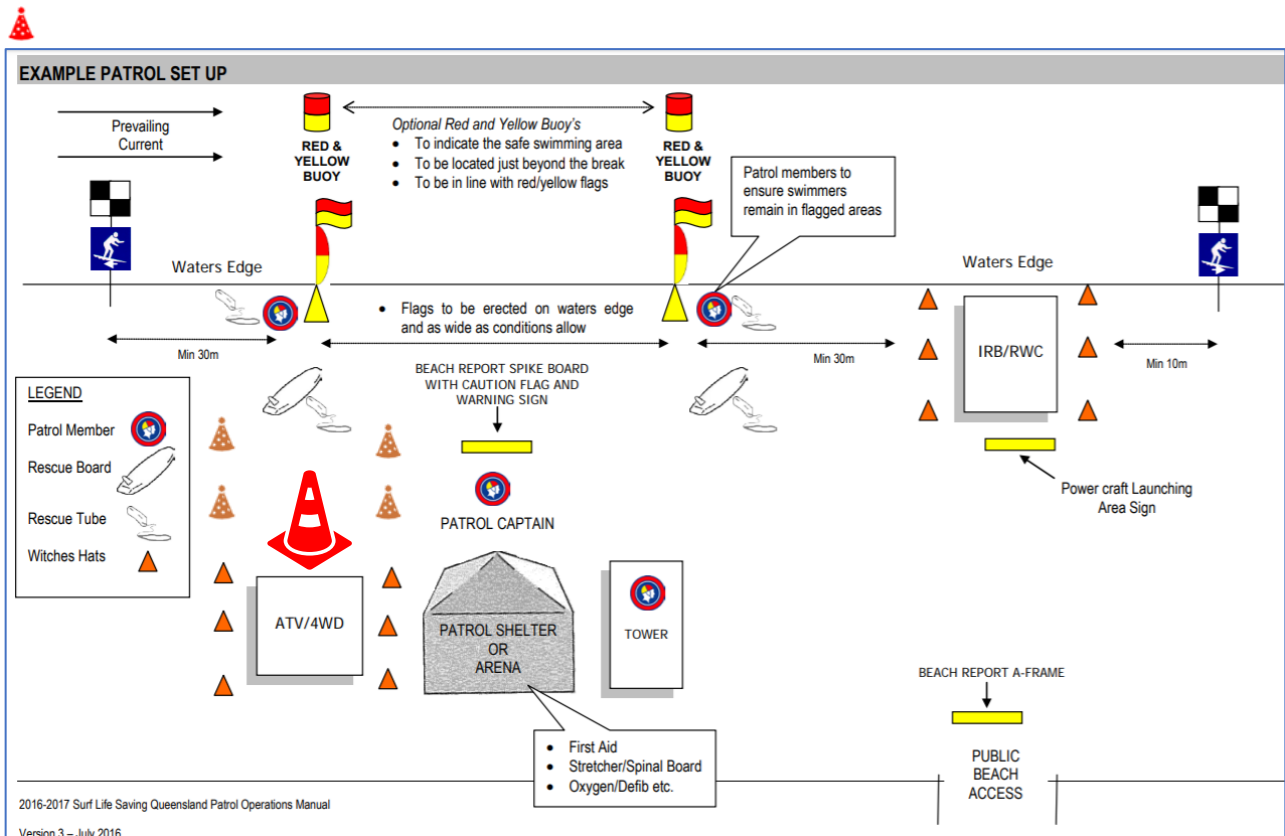 EXAMPLE PATROL SET UP
Prevailing
Current
RED &
YELLOW
BUOY
Optional Red and Yellow Buoy's
• To indicate the safe swimming area
• To be located just beyond the break
• To be in line with red/yellow flags
RED &
YELLOW
BUOY
Patrol members to
ensure swimmers
remain in flagged areas
Waters Edge
Waters Edge
• Flags to be erected on waters edge
and as wide as conditions allow
Min 30m
Min 30m
IRB/RWC
Min 10m
BEACH REPORT SPIKE BOARD
WITH CAUTION FLAG AND
WARNING SIGN
LEGEND
Patrol Member
Rescue Board
Rescue Tube
Witches Hats
Power craft Launching
Area Sign
PATROL CAPTAIN
ATV/4WD
PATROL SHELTER
OR
ARENA
TOWER
BEACH REPORT A-FRAME
• First Aid
• Stretcher/Spinal Board
• Oxygen/Defib etc.
PUBLIC
BEACH
ACCESS
2016-2017 Surf Life Saving Queensland Patrol Operations Manual
Version 3 – July 2016